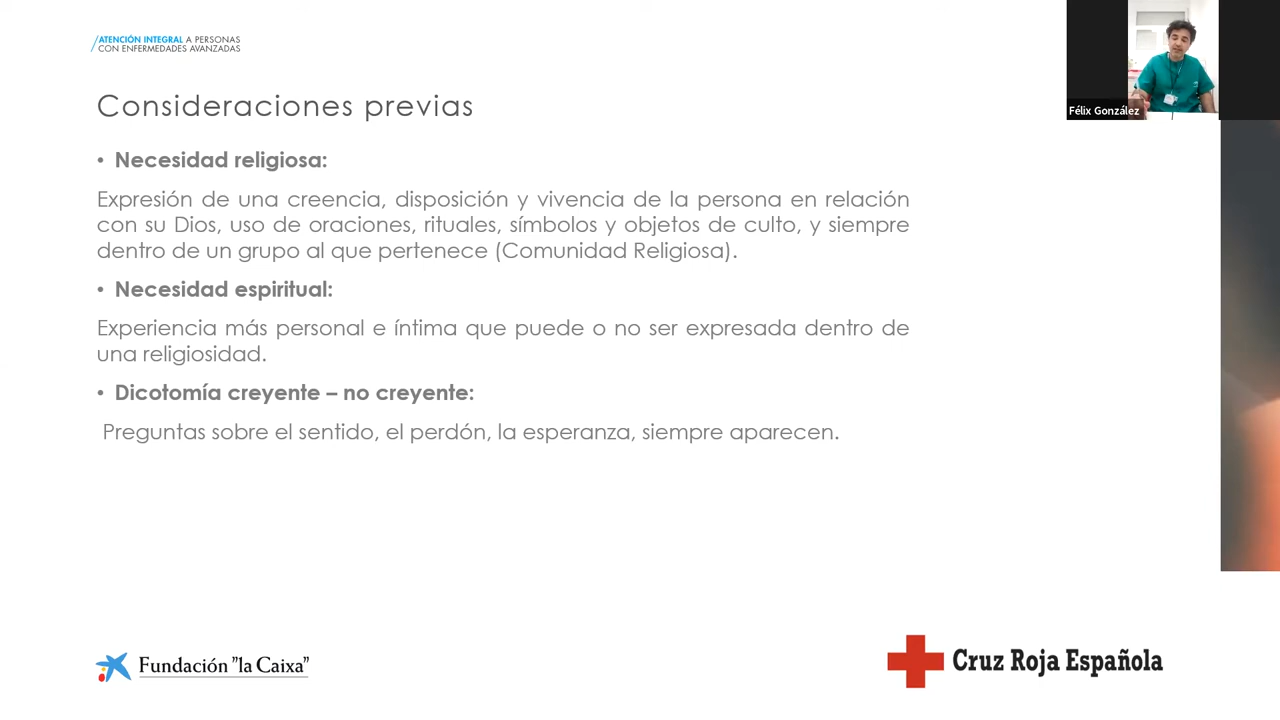 ATENCIÓN INTEGRAL A PERSONAS
CON ENFERMEDADES AVANZADAS
Félix González
Consideraciones previas
• Necesidad religiosa:
Expresión de una creencia, disposición y vivencia de la persona en relación
con su Dios, uso de oraciones, rituales, símbolos y objetos de culto, y siempre
dentro de un grupo al que pertenece (Comunidad Religiosa).
• Necesidad espiritual:
Experiencia más personal e íntima que puede o no ser expresada dentro de
una religiosidad.
• Dicotomía creyente – no creyente:
Preguntas sobre el sentido, el perdón, la esperanza, siempre aparecen.
Fundación "la Caixa"
Cruz Roja Española